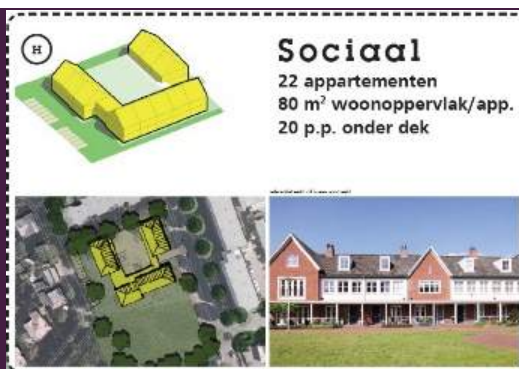 H
Sociaal
22 appartementen
80 m² woonoppervlak/app.
20 p.p. onder dek